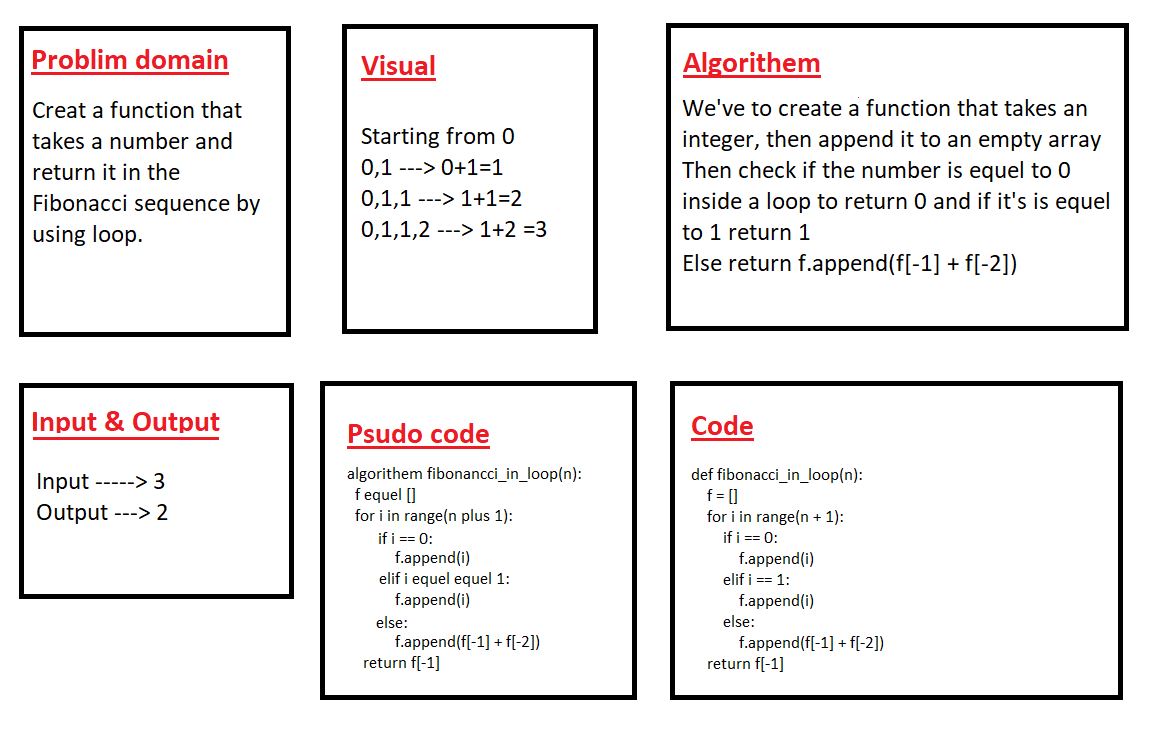 Problim domain
Creat a function that
takes a number and
return it in the
Fibonacci sequence by
using loop.
Visual
Starting from 0
0,1 ---> 0+1=1
0,1,1 ---> 1+1=2
0,1,1,2 ---> 1+2 =3
Algorithem
We've to create a function that takes an
integer, then append it to an empty array
Then check if the number is equel to 0
inside a loop to return 0 and if it's is equel
to 1 return 1
Else return f.append(f[-1] + f[-2])
Input & Output
Input -----> 3
Output ---> 2
Psudo code
algorithem fibonancci_in_loop(n):
f equel []
for i in range(n plus 1):
if i == 0:
f.append(i)
elif i equel equel 1:
f.append(i)
else:
f.append(f[-1] + f[-2])
return f[-1]
Code
def fibonacci_in_loop(n):
f = []
for i in range(n + 1):
if i == 0:
f.append(i)
elif i == 1:
f.append(i)
else:
f.append(f[-1] + f[-2])
return f[-1]